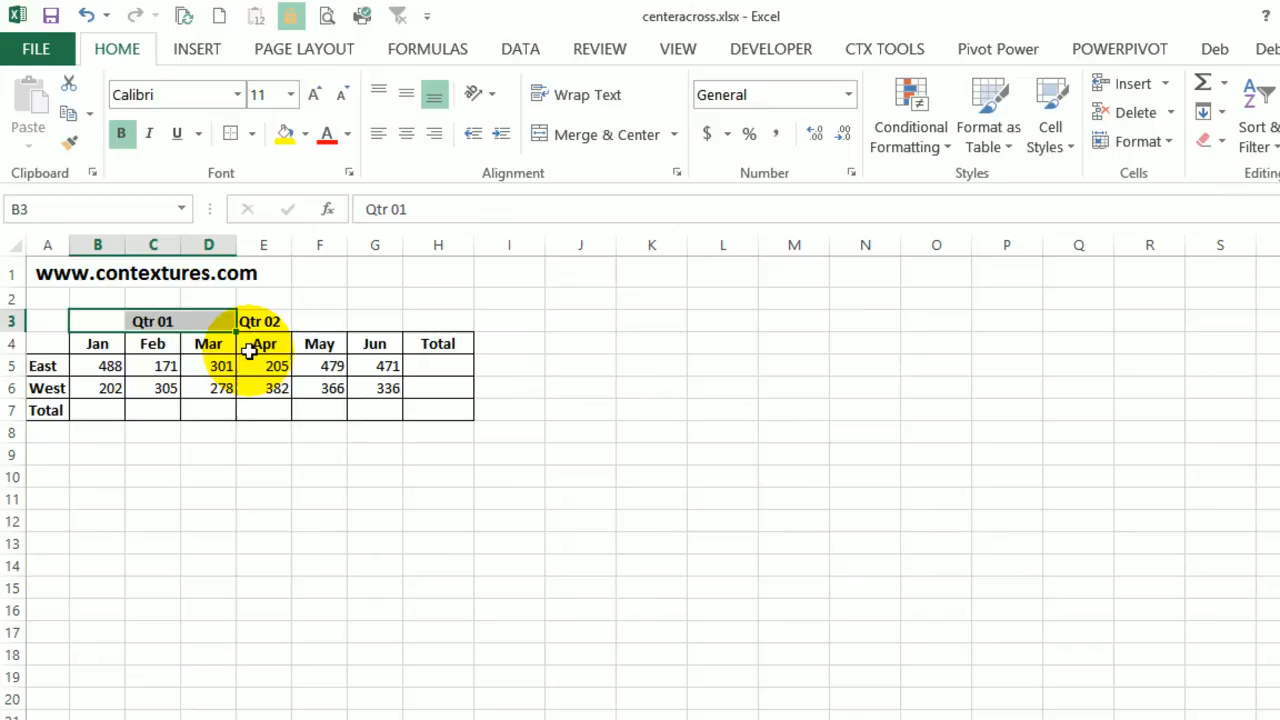 centeracross.xlsx - Excel
?
FILE HOME INSERT PAGE LAYOUT FORMULAS DATA REVIEW VIEW DEVELOPER CTX TOOLS Pivot Power POWERPIVOT Deb Deb
Paste
Calibri 11
B I U A
Wrap Text
Merge & Center
General
$ %
Conditional Formatting
Format as Table
Cell Styles
Insert
Delete
Format
Sort &
Filter
Clipboard Font Alignment Number Styles Cells Editing
B3 fx Qtr 01
A B C D E F G H I J K L M N O P Q R S
1 www.contextures.com
2
3 Qtr 01 Qtr 02
4 Jan Feb Mar Apr May Jun Total
5 East 488 171 301 205 479 471
6 West 202 305 278 382 366 336
7 Total
8
9
10
11
12
13
14
15
16
17
18
19
20